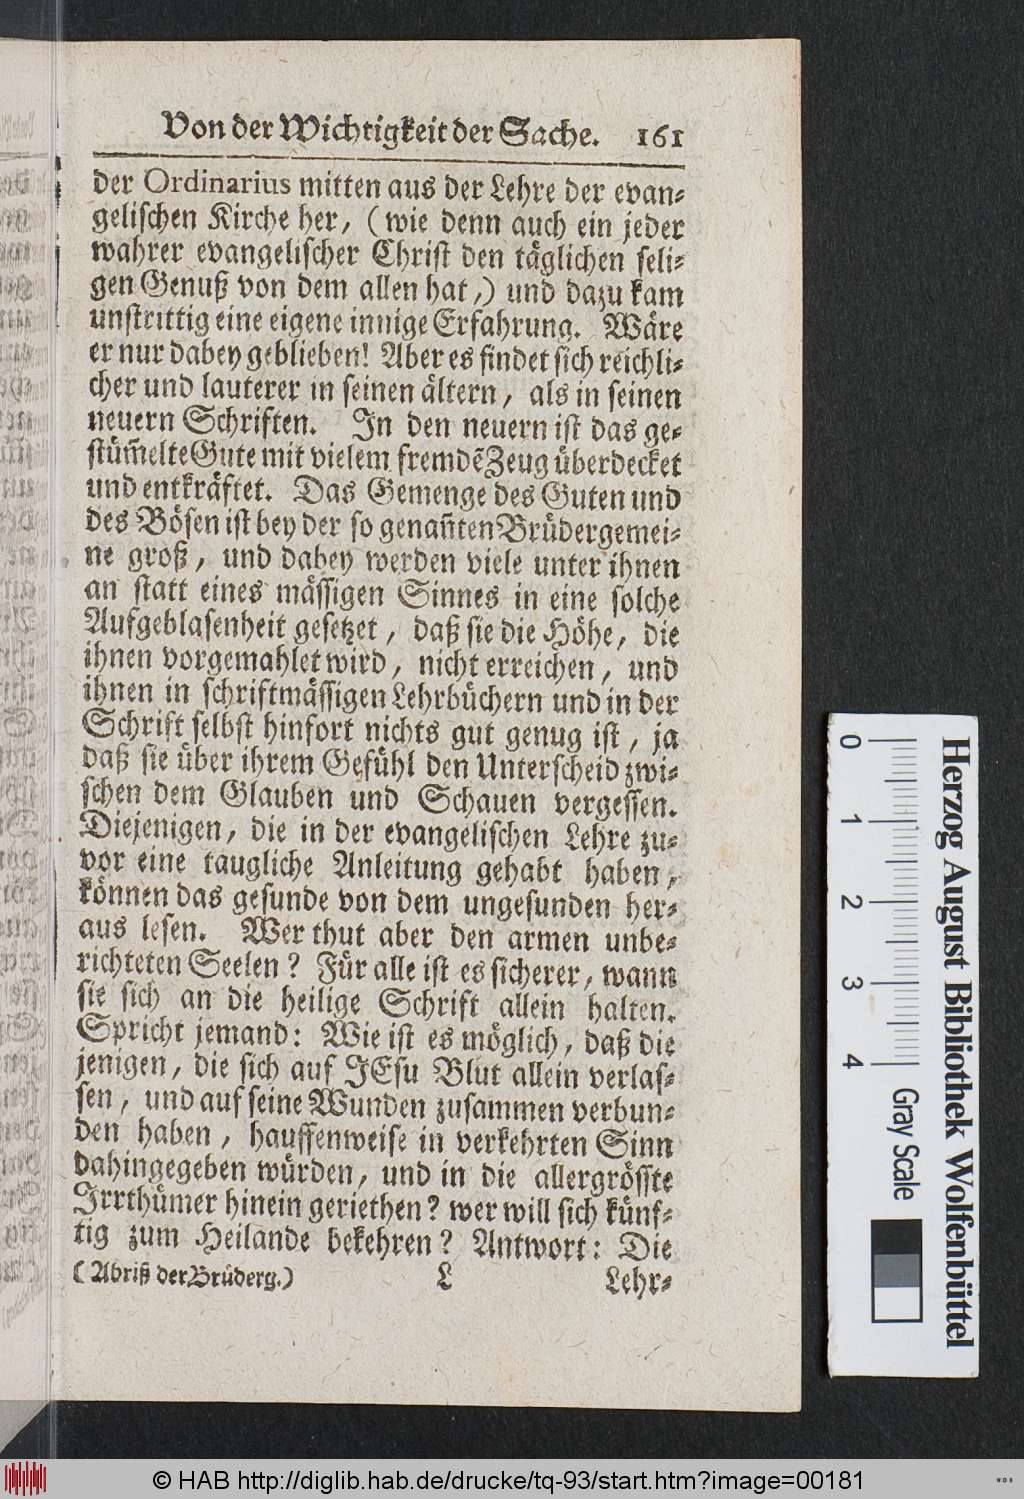 Von der Wichtigkeit der Sache. 161
der Ordinarius mitten aus der Lehre der evan-
gelischen Kirche her, (wie denn auch ein jeder
wahrer evangelischer Christ den täglichen seli-
gen Genuß von dem allen hat,) und dazu kam
unstrittig eine eigene innige Erfahrung. Wäre
er nur dabey geblieben! Aber es findet sich reichli-
cher und lauterer in seinen ältern, als in seinen
neuern Schriften. In den neuern ist das ge-
stüm̃elte Gute mit vielem fremdẽ Zeug überdecket
und entkräftet. Das Gemenge des Guten und
des Bösen ist bey der so genañten Brüdergemei-
ne groß, und dabey werden viele unter ihnen
an statt eines mässigen Sinnes in eine solche
Aufgeblasenheit gesetzet, daß sie die Höhe, die
ihnen vorgemahlet wird, nicht erreichen, und
ihnen in schriftmässigen Lehrbüchern und in der
Schrift selbst hinfort nichts gut genug ist, ja
daß sie über ihrem Gefühl den Unterscheid zwi-
schen dem Glauben und Schauen vergessen.
Diejenigen, die in der evangelischen Lehre zu-
vor eine taugliche Anleitung gehabt haben,
können das gesunde von dem ungesunden her-
aus lesen. Wer thut aber den armen unbe-
richteten Seelen? Für alle ist es sicherer, wann
sie sich an die heilige Schrift allein halten.
Spricht jemand: Wie ist es möglich, daß die
jenigen, die sich auf JEsu Blut allein verlas-
sen, und auf seine Wunden zusammen verbun-
den haben, hauffenweise in verkehrten Sinn
dahingegeben würden, und in die allergrösste
Irrthümer hinein geriethen? wer will sich künf-
tig zum Heilande bekehren? Antwort: Die
(Abriß der Brüderg.) L Lehr-
0 1 2 3 4 Gray Scale
Herzog August Bibliothek Wolfenbüttel
© HAB http://diglib.hab.de/drucke/tq-93/start.htm?image=00181